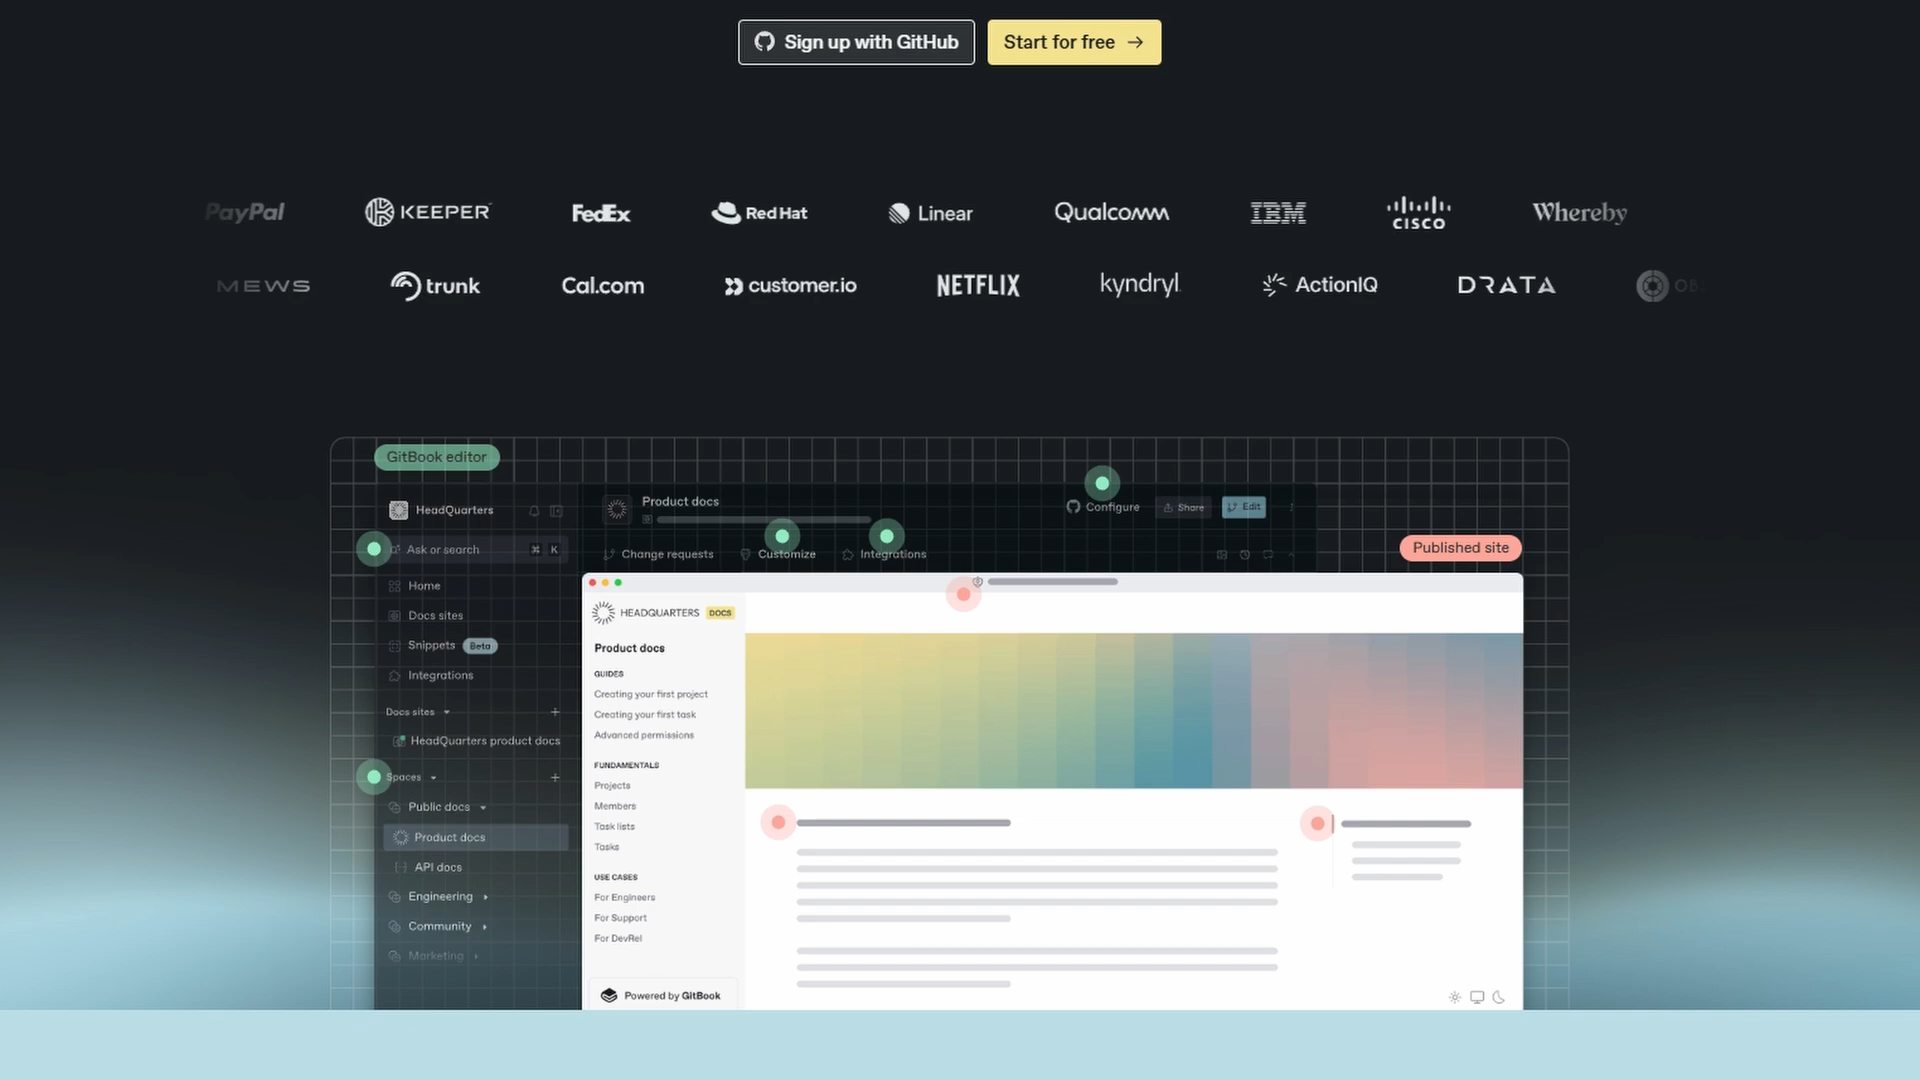 Sign up with GitHub
Start for free →
PayPal KEEPER FedEx Red Hat Linear Qualcomm IBM CISCO Whereby
MEWS trunk Cal.com customer.io NETFLIX kyndryl ActionIQ DRATA
GitBook editor
HeadQuarters
Ask or search ⌘ K
Home
Docs sites
Snippets Beta
Integrations
Docs sites
HeadQuarters product docs
Spaces
Public docs
Product docs
API docs
Engineering
Community
Marketing
Product docs
Configure
Share
Edit
Change requests
Customize
Integrations
Published site
HEADQUARTERS DOCS
Product docs
GUIDES
Creating your first project
Creating your first task
Advanced permissions
FUNDAMENTALS
Projects
Members
Task lists
Tasks
USE CASES
For Engineers
For Support
For DevRel
Powered by GitBook